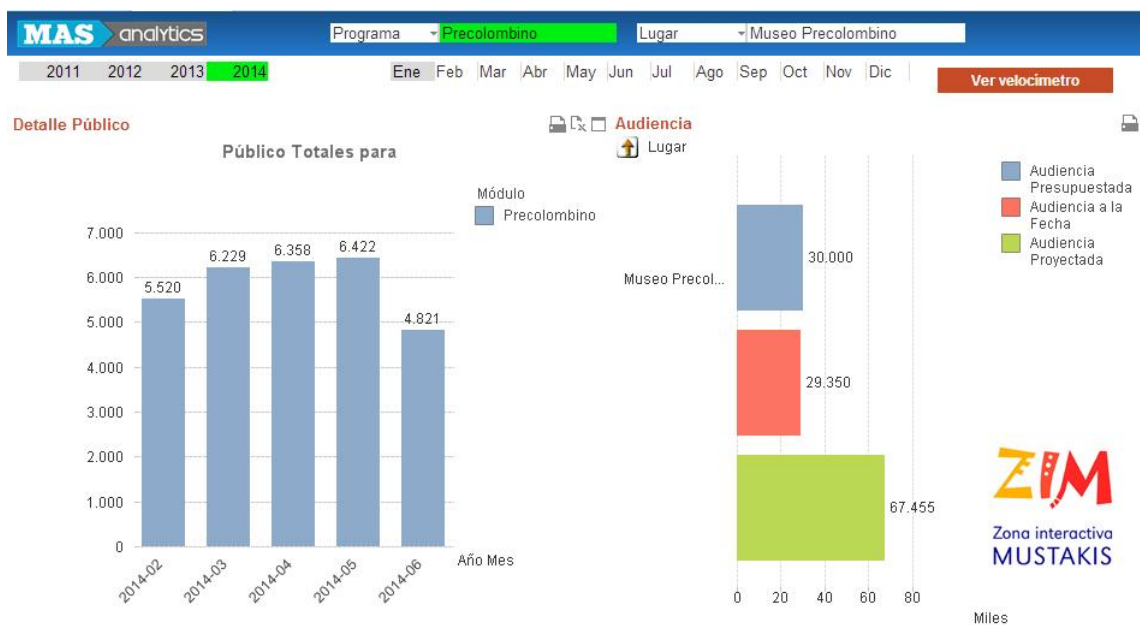 MAS analytics
Programa Precolombino Lugar Museo Precolombino
2011 2012 2013 2014 Ene Feb Mar Abr May Jun Jul Ago Sep Oct Nov Dic
Ver velocimetro
Detalle Público
Público Totales para
Módulo
Precolombino
7.000
6.000
5.000
4.000
3.000
2.000
1.000
0
5.520
6.229
6.358
6.422
4.821
2014-02
2014-03
2014-04
2014-05
2014-06
Año Mes
Audiencia
Lugar
Audiencia
Presupuestada
Audiencia a la
Fecha
Audiencia
Proyectada
Museo Precol...
30.000
29.350
67.455
0 20 40 60 80
Miles
ZIM
Zona interactiva
MUSTAKIS